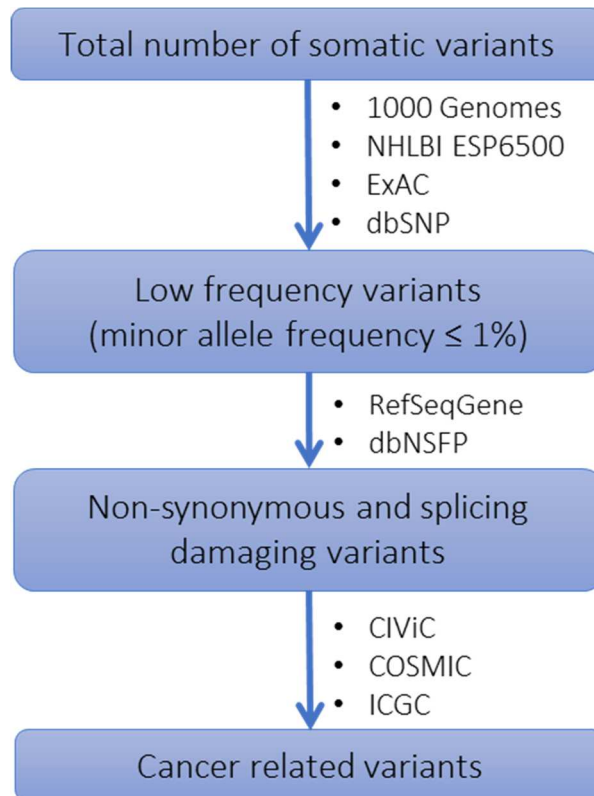 Total number of somatic variants
• 1000 Genomes
• NHLBI ESP6500
• ExAC
• dbSNP
Low frequency variants
(minor allele frequency ≤ 1%)
• RefSeqGene
• dbNSFP
Non-synonymous and splicing
damaging variants
• CIViC
• COSMIC
• ICGC
Cancer related variants